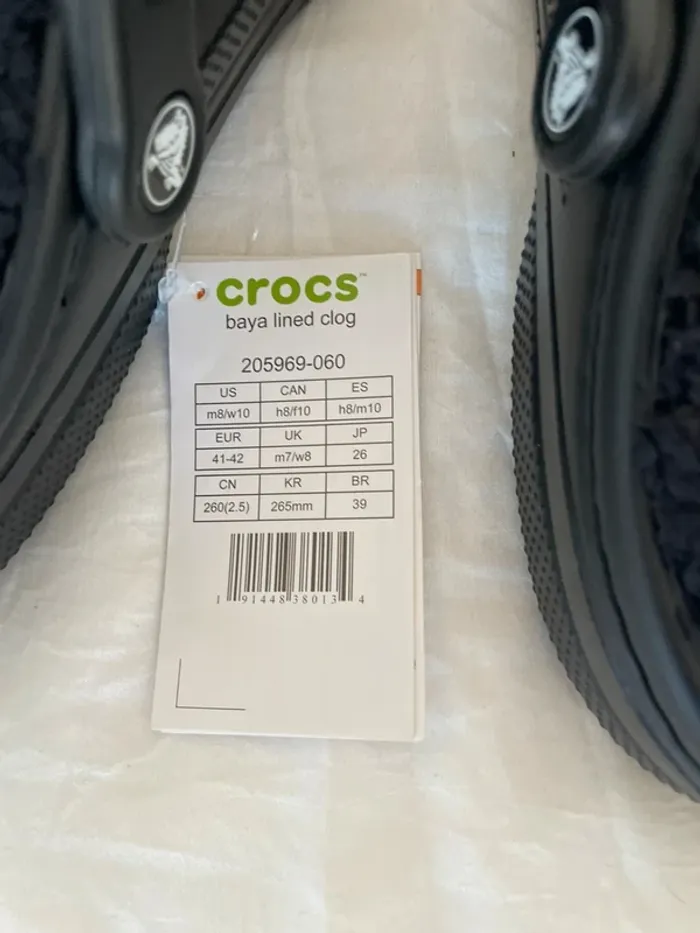 crocs™
baya lined clog
205969-060
US CAN ES
m8/w10 h8/f10 h8/m10
EUR UK JP
41-42 m7/w8 26
CN KR BR
260(2.5) 265mm 39
1 91448 38013 4